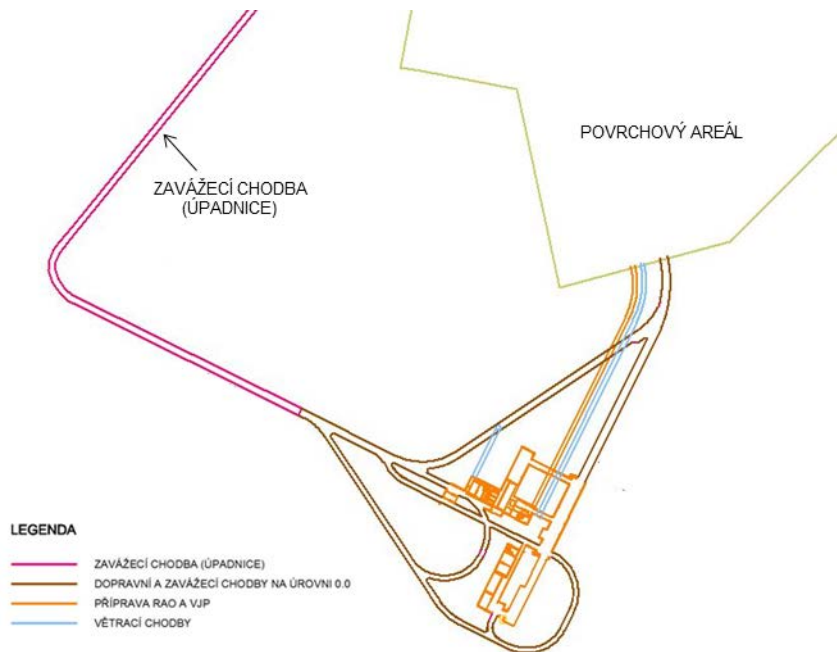 POVRCHOVÝ AREÁL
ZAVÁŽECÍ CHODBA
(ÚPADNICE)
LEGENDA
ZAVÁŽECÍ CHODBA (ÚPADNICE)
DOPRAVNÍ A ZAVÁŽECÍ CHODBY NA ÚROVNI 0.0
PŘÍPRAVA RAO A VJP
VĚTRACÍ CHODBY